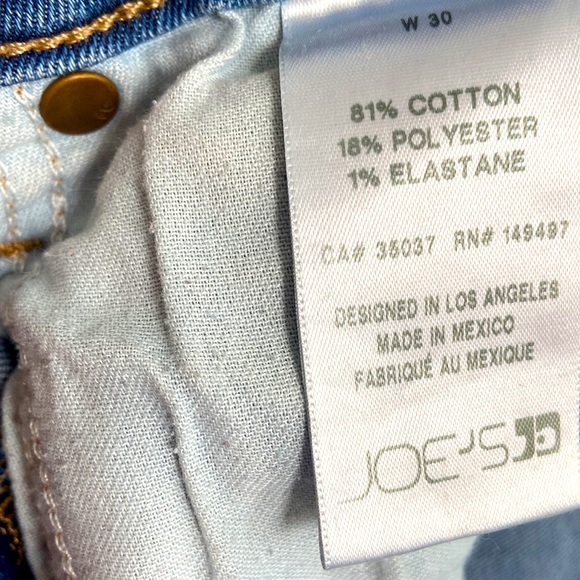 W 30
81% COTTON
18% POLYESTER
1% ELASTANE
CA# 35037 RN# 149497
DESIGNED IN LOS ANGELES
MADE IN MEXICO
FABRIQUÉ AU MEXIQUE
JOE'S